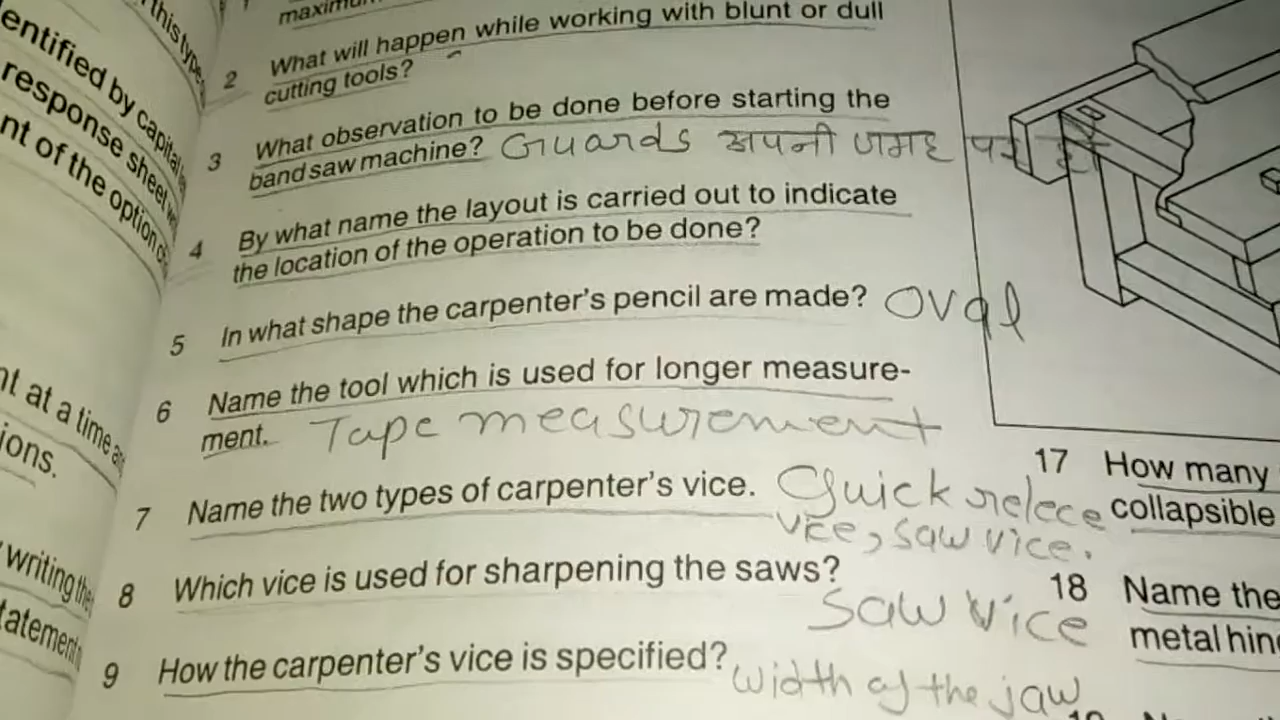 this type
entified by capital
response sheet
nt of the option
nt at a time
ions.
writing the
tatement
2 What will happen while working with blunt or dull
cutting tools?
3 What observation to be done before starting the
band saw machine? Guards अपनी जगह पर हो
4 By what name the layout is carried out to indicate
the location of the operation to be done?
5 In what shape the carpenter's pencil are made? Oval
6 Name the tool which is used for longer measure-
ment. Tape measurement
7 Name the two types of carpenter's vice. Quick relece
vice, saw vice.
8 Which vice is used for sharpening the saws?
Saw Vice
9 How the carpenter's vice is specified? width of the jaw
17 How many
collapsible
18 Name the
metal hin